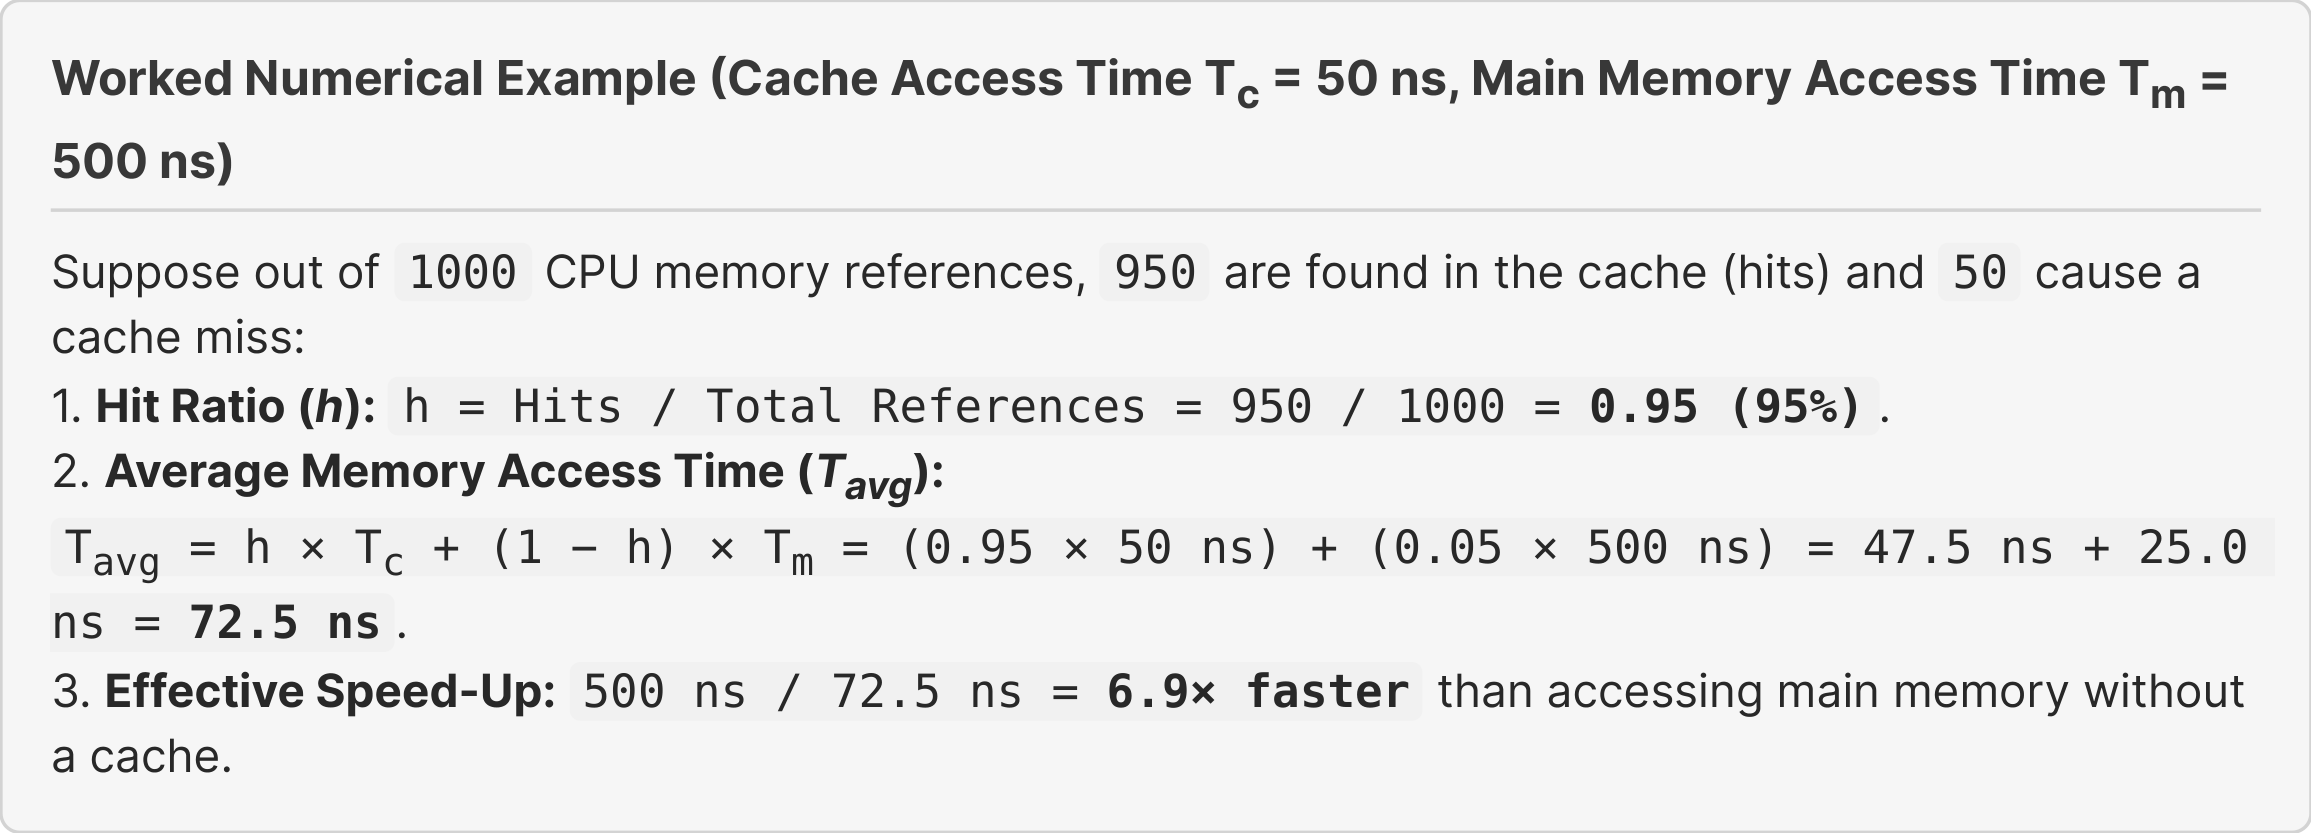 Worked Numerical Example (Cache Access Time Tc = 50 ns, Main Memory Access Time Tm =
500 ns)
Suppose out of 1000 CPU memory references, 950 are found in the cache (hits) and 50 cause a
cache miss:
1. Hit Ratio (h): h = Hits / Total References = 950 / 1000 = 0.95 (95%).
2. Average Memory Access Time (Tavg):
Tavg = h × Tc + (1 − h) × Tm = (0.95 × 50 ns) + (0.05 × 500 ns) = 47.5 ns + 25.0
ns = 72.5 ns.
3. Effective Speed-Up: 500 ns / 72.5 ns = 6.9× faster than accessing main memory without
a cache.